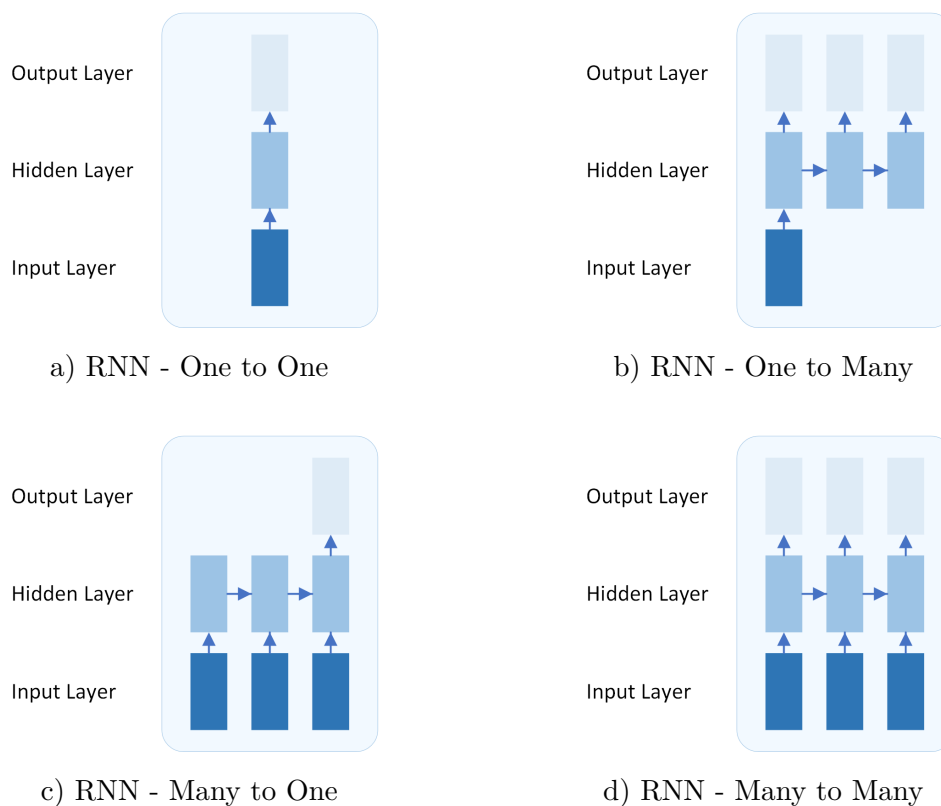 Output Layer
Hidden Layer
Input Layer
a) RNN - One to One
Output Layer
Hidden Layer
Input Layer
b) RNN - One to Many
Output Layer
Hidden Layer
Input Layer
c) RNN - Many to One
Output Layer
Hidden Layer
Input Layer
d) RNN - Many to Many